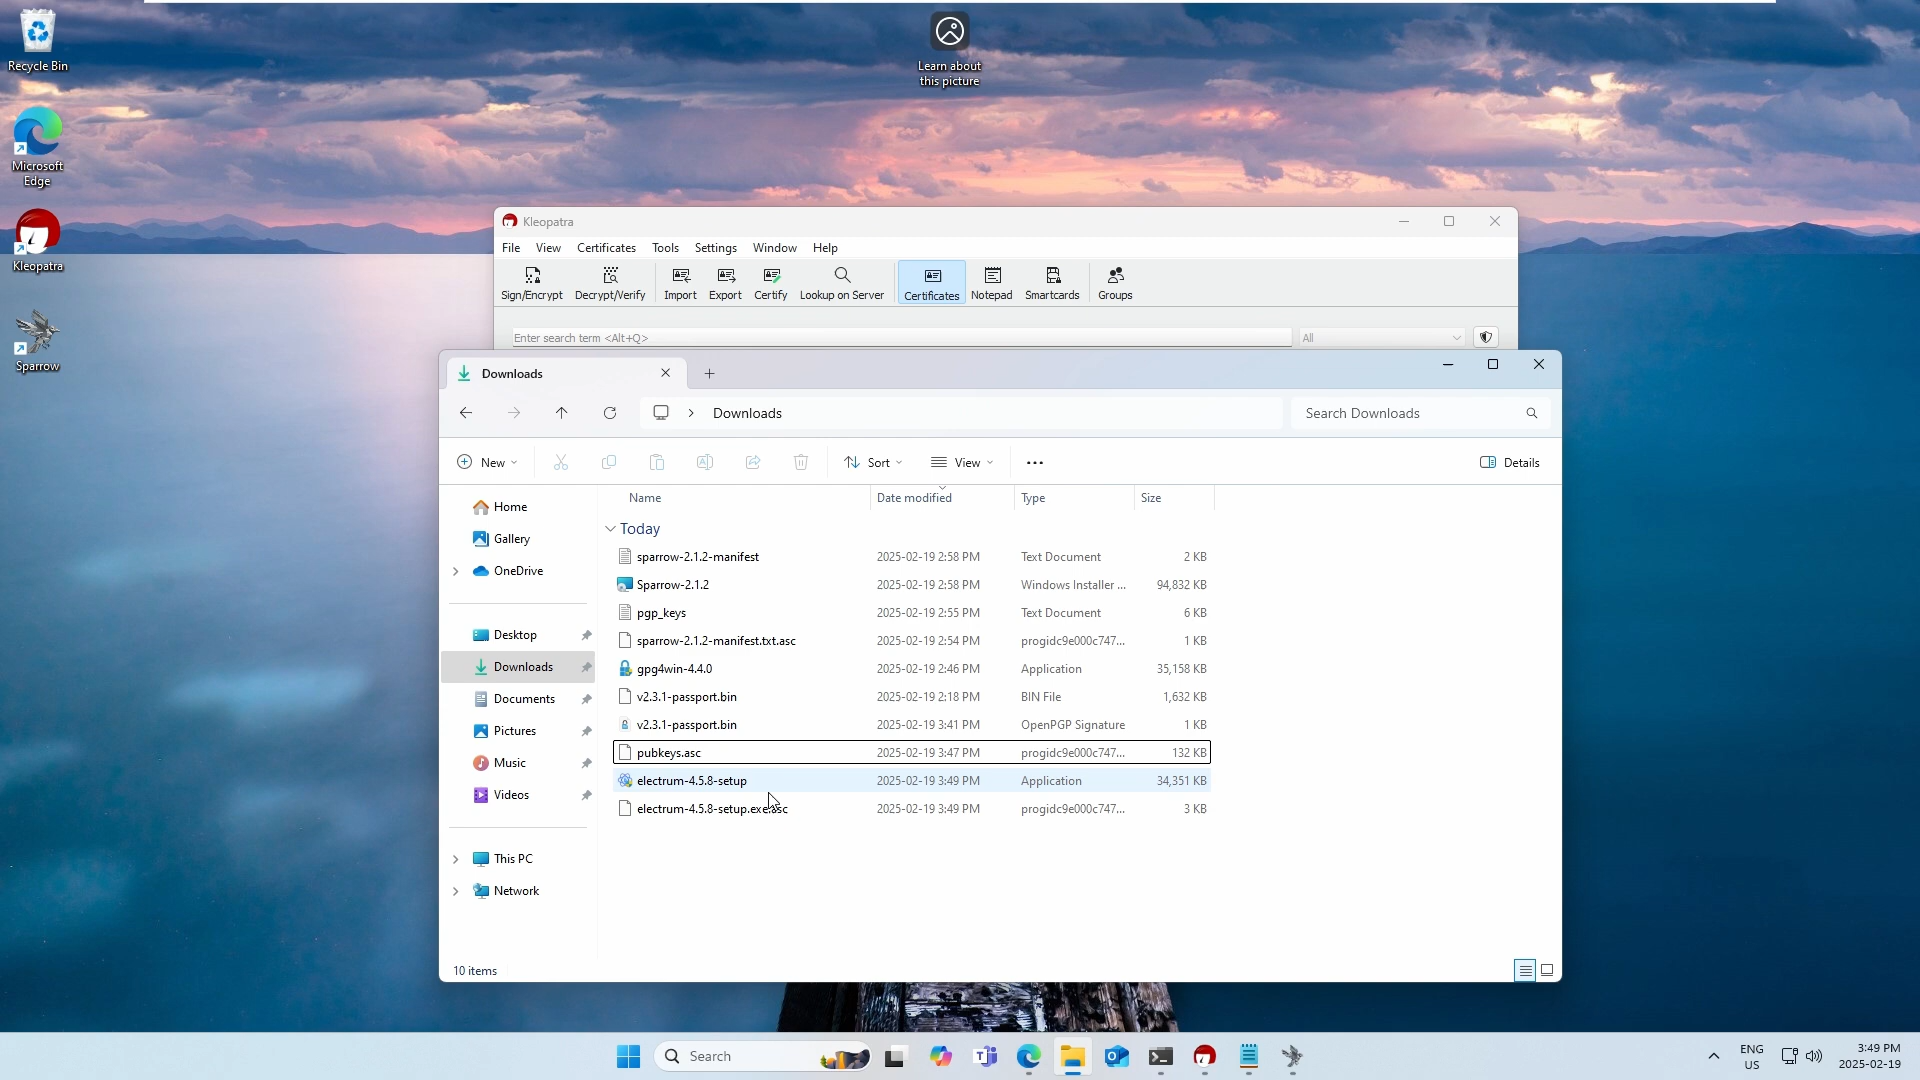 Recycle Bin
Learn about
this picture
Microsoft
Edge
Kleopatra
Sparrow
Kleopatra
File View Certificates Tools Settings Window Help
Sign/Encrypt Decrypt/Verify Import Export Certify Lookup on Server Certificates Notepad Smartcards Groups
Enter search term <Alt+Q> All
Downloads
Downloads Search Downloads
New Sort View Details
Name Date modified Type Size
Today
sparrow-2.1.2-manifest 2025-02-19 2:58 PM Text Document 2 KB
Sparrow-2.1.2 2025-02-19 2:58 PM Windows Installer ... 94,832 KB
pgp_keys 2025-02-19 2:55 PM Text Document 6 KB
sparrow-2.1.2-manifest.txt.asc 2025-02-19 2:54 PM progidc9e000c747... 1 KB
gpg4win-4.4.0 2025-02-19 2:46 PM Application 35,158 KB
v2.3.1-passport.bin 2025-02-19 2:18 PM BIN File 1,632 KB
v2.3.1-passport.bin 2025-02-19 3:41 PM OpenPGP Signature 1 KB
pubkeys.asc 2025-02-19 3:47 PM progidc9e000c747... 132 KB
electrum-4.5.8-setup 2025-02-19 3:49 PM Application 34,351 KB
electrum-4.5.8-setup.exe.asc 2025-02-19 3:49 PM progidc9e000c747... 3 KB
Home
Gallery
OneDrive
Desktop
Downloads
Documents
Pictures
Music
Videos
This PC
Network
10 items
Search
ENG
US
3:49 PM
2025-02-19